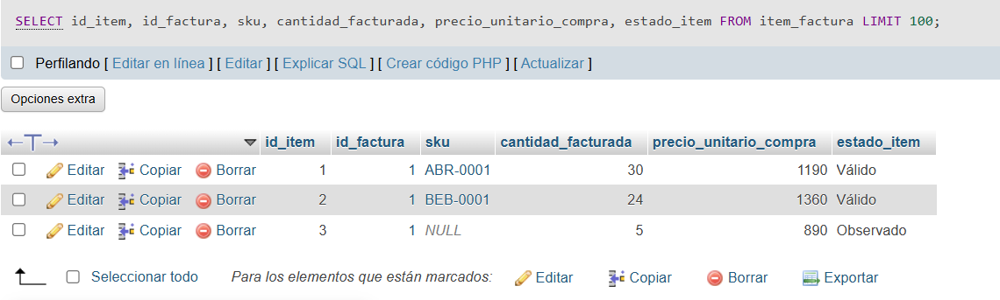 SELECT id_item, id_factura, sku, cantidad_facturada, precio_unitario_compra, estado_item FROM item_factura LIMIT 100;
Perfilando [ Editar en línea ] [ Editar ] [ Explicar SQL ] [ Crear código PHP ] [ Actualizar ]
Opciones extra
←T→ id_item id_factura sku cantidad_facturada precio_unitario_compra estado_item
Editar Copiar Borrar 1 1 ABR-0001 30 1190 Válido
Editar Copiar Borrar 2 1 BEB-0001 24 1360 Válido
Editar Copiar Borrar 3 1 NULL 5 890 Observado
Seleccionar todo Para los elementos que están marcados: Editar Copiar Borrar Exportar